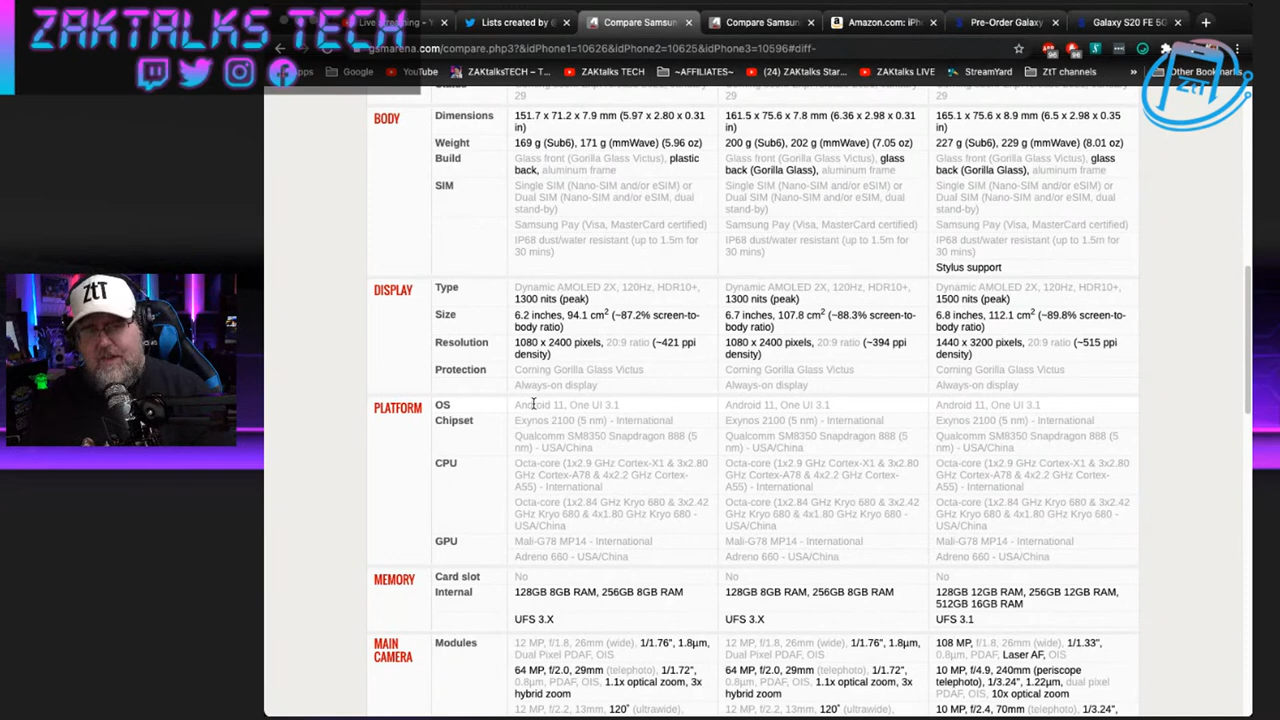 ZAKTALKS TECH
Live streaming - Y
Lists created by @
Compare Samsun
Compare Samsun
Amazon.com: iPh
Pre-Order Galaxy
Galaxy S20 FE 5G
gsmarena.com/compare.php3?&idPhone1=10626&idPhone2=10625&idPhone3=10596#diff-
Apps Google YouTube ZAKtalksTECH – T... ZAKtalks TECH ~AFFILIATES~ (24) ZAKtalks Star... ZAKtalks LIVE StreamYard ZtT channels » Other Bookmarks
ZtT
29 29 29
BODY Dimensions 151.7 x 71.2 x 7.9 mm (5.97 x 2.80 x 0.31 161.5 x 75.6 x 7.8 mm (6.36 x 2.98 x 0.31 165.1 x 75.6 x 8.9 mm (6.5 x 2.98 x 0.35
in) in) in)
Weight 169 g (Sub6), 171 g (mmWave) (5.96 oz) 200 g (Sub6), 202 g (mmWave) (7.05 oz) 227 g (Sub6), 229 g (mmWave) (8.01 oz)
Build Glass front (Gorilla Glass Victus), plastic Glass front (Gorilla Glass Victus), glass Glass front (Gorilla Glass Victus), glass
back, aluminum frame back (Gorilla Glass), aluminum frame back (Gorilla Glass), aluminum frame
SIM Single SIM (Nano-SIM and/or eSIM) or Single SIM (Nano-SIM and/or eSIM) or Single SIM (Nano-SIM and/or eSIM) or
Dual SIM (Nano-SIM and/or eSIM, dual Dual SIM (Nano-SIM and/or eSIM, dual Dual SIM (Nano-SIM and/or eSIM, dual
stand-by) stand-by) stand-by)
Samsung Pay (Visa, MasterCard certified) Samsung Pay (Visa, MasterCard certified) Samsung Pay (Visa, MasterCard certified)
IP68 dust/water resistant (up to 1.5m for IP68 dust/water resistant (up to 1.5m for IP68 dust/water resistant (up to 1.5m for
30 mins) 30 mins) 30 mins)
Stylus support
DISPLAY Type Dynamic AMOLED 2X, 120Hz, HDR10+, Dynamic AMOLED 2X, 120Hz, HDR10+, Dynamic AMOLED 2X, 120Hz, HDR10+,
1300 nits (peak) 1300 nits (peak) 1500 nits (peak)
Size 6.2 inches, 94.1 cm² (~87.2% screen-to- 6.7 inches, 107.8 cm² (~88.3% screen-to- 6.8 inches, 112.1 cm² (~89.8% screen-to-
body ratio) body ratio) body ratio)
Resolution 1080 x 2400 pixels, 20:9 ratio (~421 ppi 1080 x 2400 pixels, 20:9 ratio (~394 ppi 1440 x 3200 pixels, 20:9 ratio (~515 ppi
density) density) density)
Protection Corning Gorilla Glass Victus Corning Gorilla Glass Victus Corning Gorilla Glass Victus
Always-on display Always-on display Always-on display
PLATFORM OS Android 11, One UI 3.1 Android 11, One UI 3.1 Android 11, One UI 3.1
Chipset Exynos 2100 (5 nm) - International Exynos 2100 (5 nm) - International Exynos 2100 (5 nm) - International
Qualcomm SM8350 Snapdragon 888 (5 Qualcomm SM8350 Snapdragon 888 (5 Qualcomm SM8350 Snapdragon 888 (5
nm) - USA/China nm) - USA/China nm) - USA/China
CPU Octa-core (1x2.9 GHz Cortex-X1 & 3x2.80 Octa-core (1x2.9 GHz Cortex-X1 & 3x2.80 Octa-core (1x2.9 GHz Cortex-X1 & 3x2.80
GHz Cortex-A78 & 4x2.2 GHz Cortex- GHz Cortex-A78 & 4x2.2 GHz Cortex- GHz Cortex-A78 & 4x2.2 GHz Cortex-
A55) - International A55) - International A55) - International
Octa-core (1x2.84 GHz Kryo 680 & 3x2.42 Octa-core (1x2.84 GHz Kryo 680 & 3x2.42 Octa-core (1x2.84 GHz Kryo 680 & 3x2.42
GHz Kryo 680 & 4x1.80 GHz Kryo 680 - GHz Kryo 680 & 4x1.80 GHz Kryo 680 - GHz Kryo 680 & 4x1.80 GHz Kryo 680 -
USA/China USA/China USA/China
GPU Mali-G78 MP14 - International Mali-G78 MP14 - International Mali-G78 MP14 - International
Adreno 660 - USA/China Adreno 660 - USA/China Adreno 660 - USA/China
MEMORY Card slot No No No
Internal 128GB 8GB RAM, 256GB 8GB RAM 128GB 8GB RAM, 256GB 8GB RAM 128GB 12GB RAM, 256GB 12GB RAM,
512GB 16GB RAM
UFS 3.X UFS 3.X UFS 3.1
MAIN Modules 12 MP, f/1.8, 26mm (wide), 1/1.76", 1.8µm, 12 MP, f/1.8, 26mm (wide), 1/1.76", 1.8µm, 108 MP, f/1.8, 26mm (wide), 1/1.33",
CAMERA Dual Pixel PDAF, OIS Dual Pixel PDAF, OIS 0.8µm, PDAF, Laser AF, OIS
64 MP, f/2.0, 29mm (telephoto), 1/1.72", 64 MP, f/2.0, 29mm (telephoto), 1/1.72", 10 MP, f/4.9, 240mm (periscope
0.8µm, PDAF, OIS, 1.1x optical zoom, 3x 0.8µm, PDAF, OIS, 1.1x optical zoom, 3x telephoto), 1/3.24", 1.22µm, dual pixel
hybrid zoom hybrid zoom PDAF, OIS, 10x optical zoom
12 MP, f/2.2, 13mm, 120˚ (ultrawide), 12 MP, f/2.2, 13mm, 120˚ (ultrawide), 10 MP, f/2.4, 70mm (telephoto), 1/3.24",